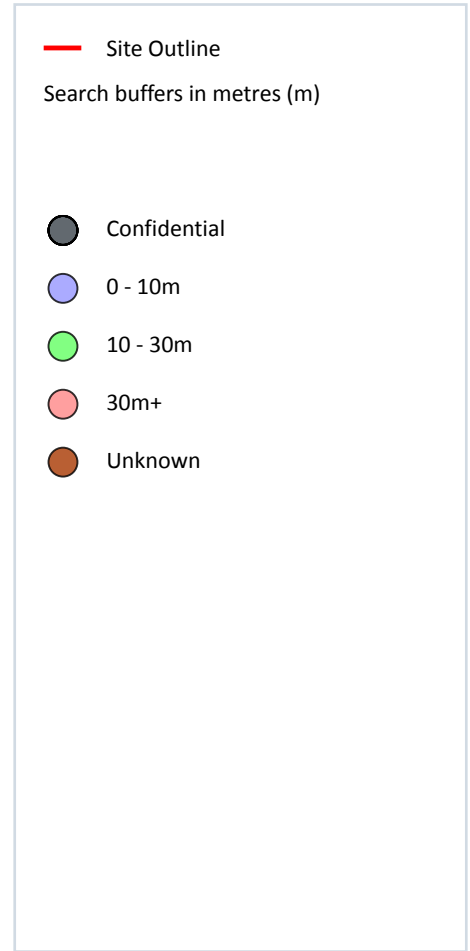 Site Outline
Search buffers in metres (m)
Confidential
0 - 10m
10 - 30m
30m+
Unknown